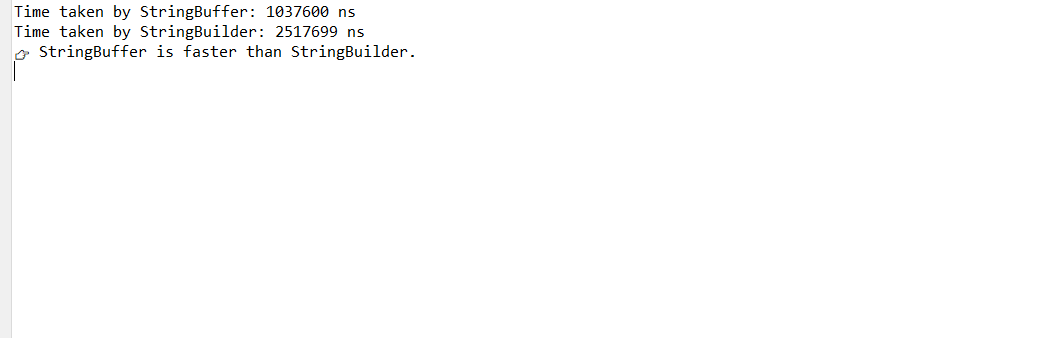 Time taken by StringBuffer: 1037600 ns
Time taken by StringBuilder: 2517699 ns
👉 StringBuffer is faster than StringBuilder.